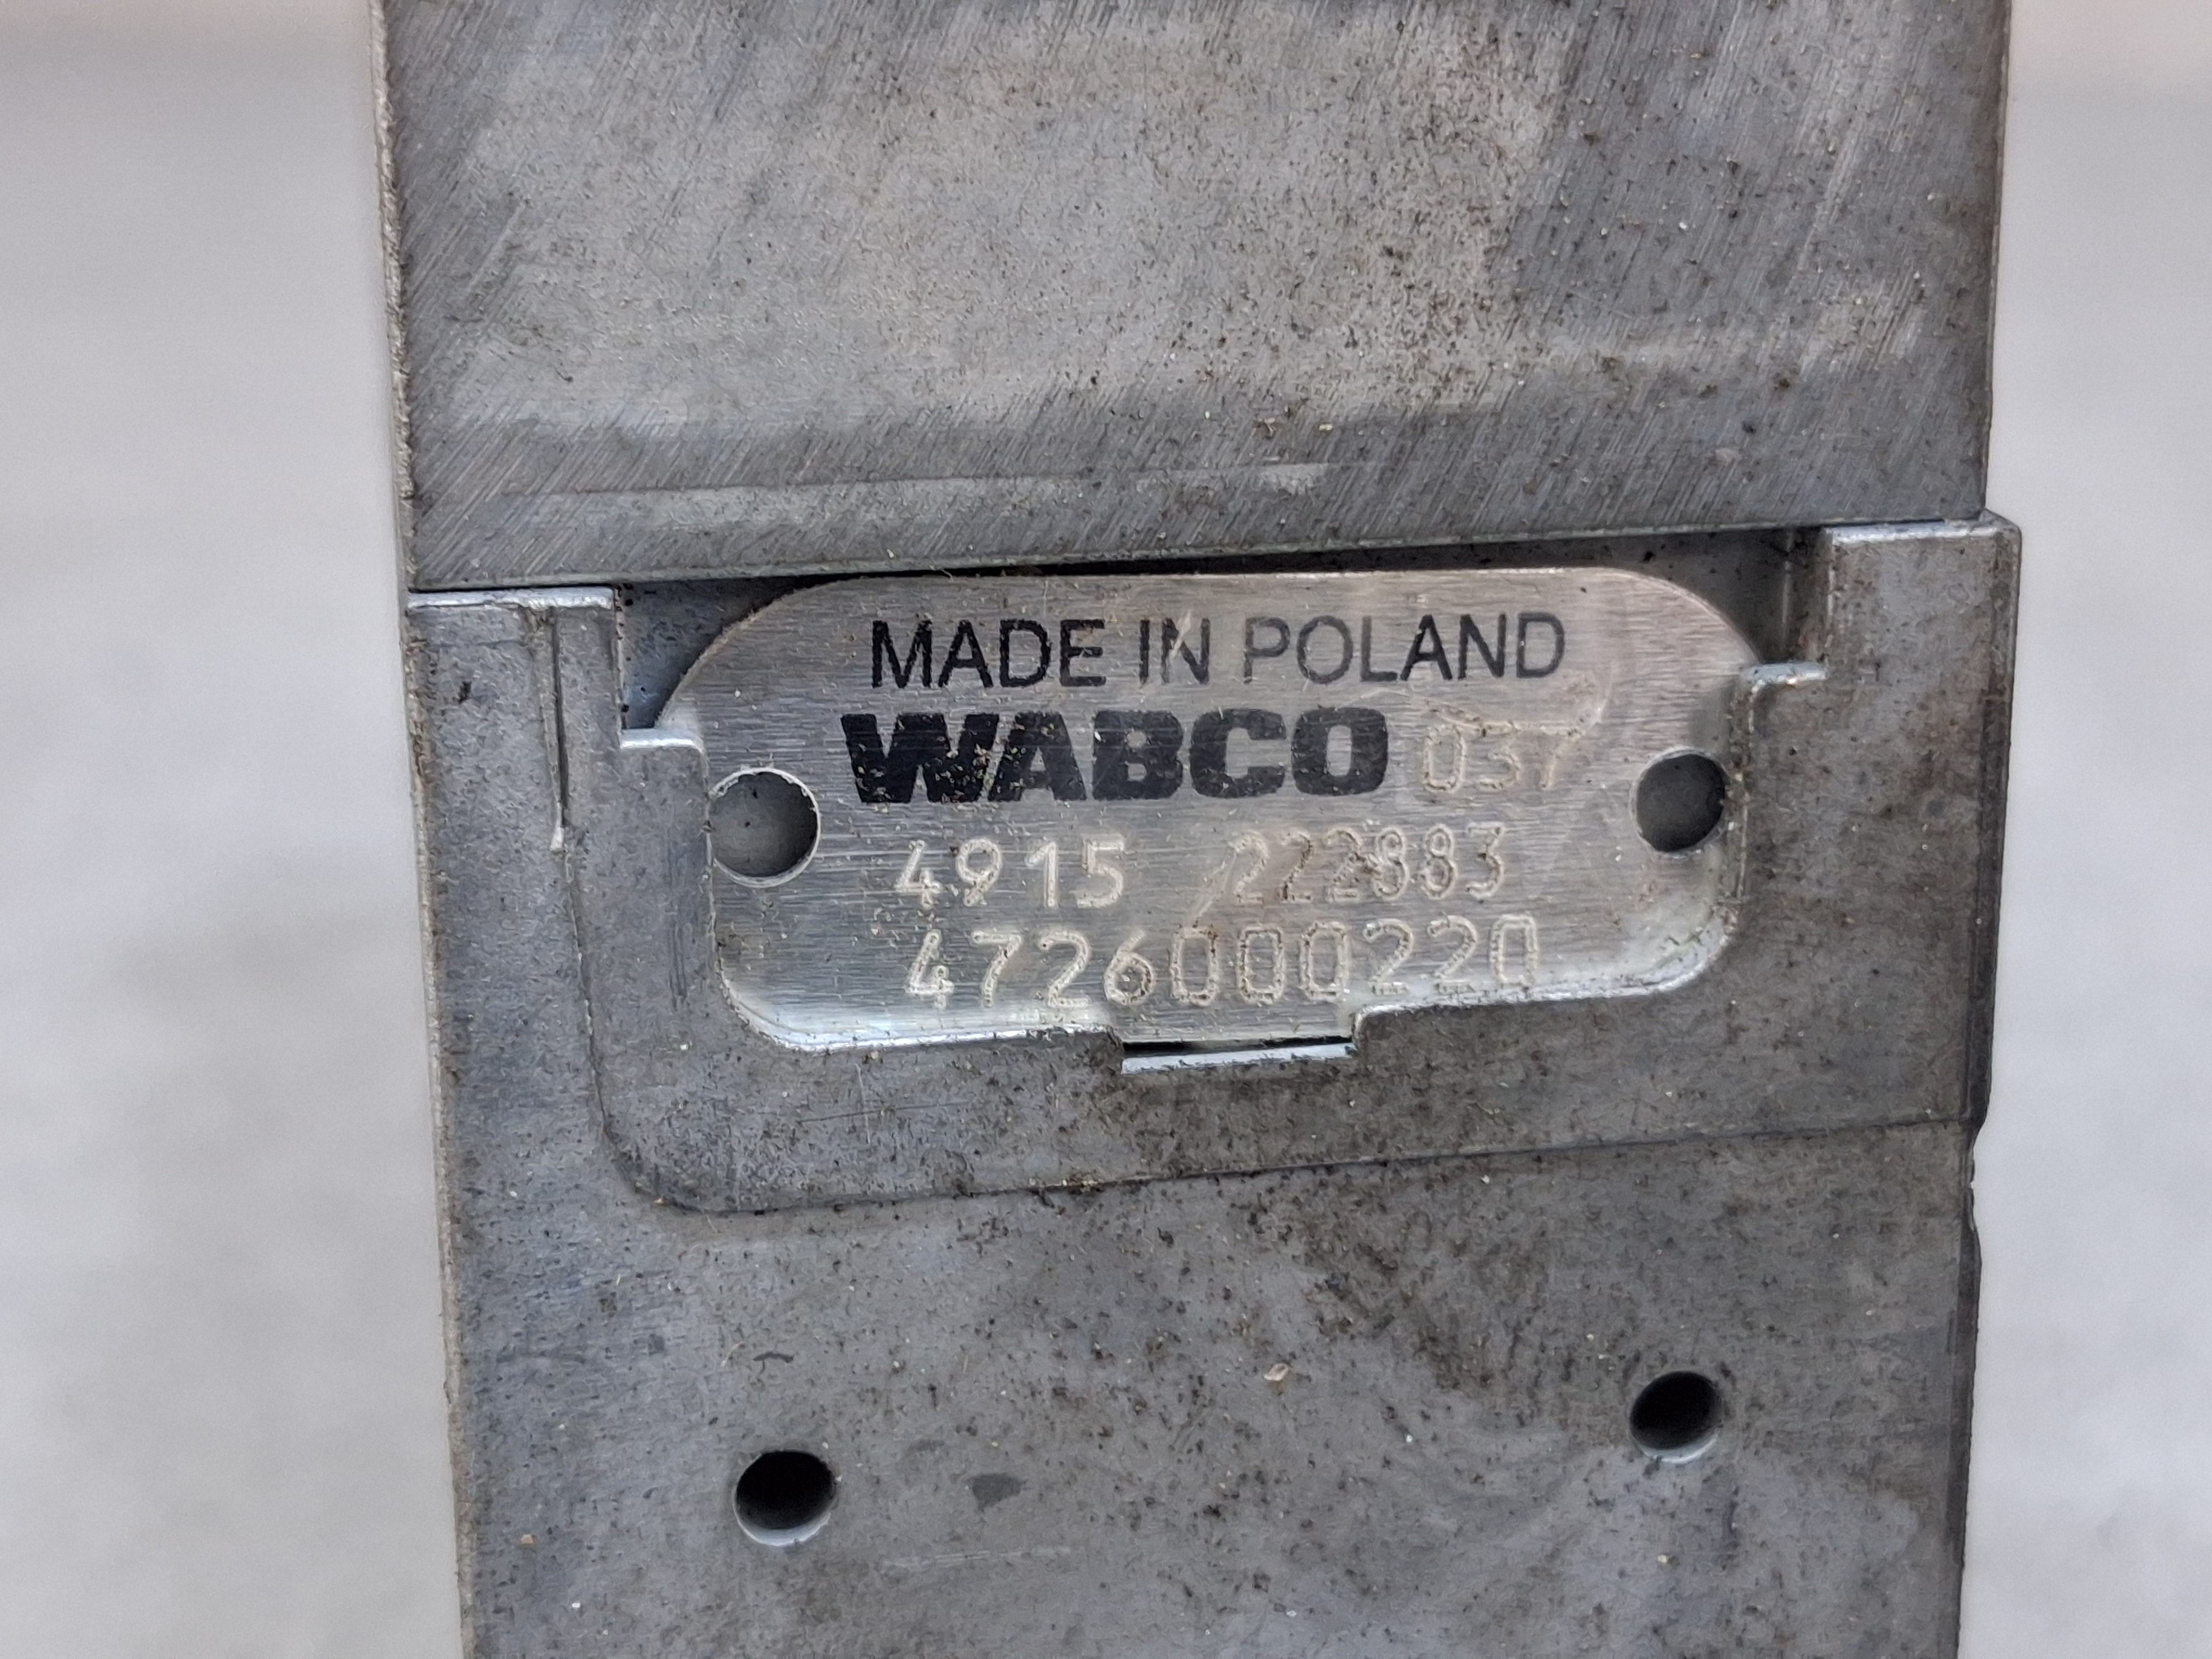 MADE IN POLAND
WABCO 037
4915 222883
4726000220